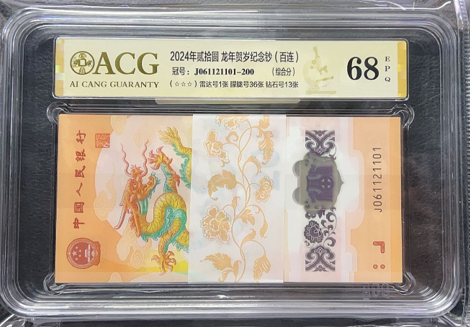 ACG
AI CANG GUARANTY
2024年贰拾圆 龙年贺岁纪念钞(百连)
冠号: J061121101-200 (综合分)
(☆☆☆)雷达号1张 摆拨号36张 钻石号13张
68
EPQ
中国人民银行
J061121101